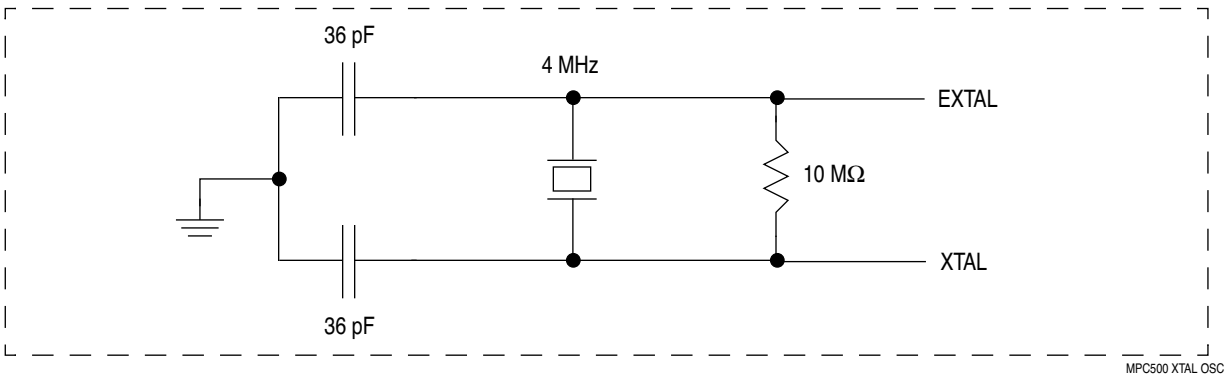 36 pF
4 MHz
EXTAL
10 MΩ
XTAL
36 pF
MPC500 XTAL OSC